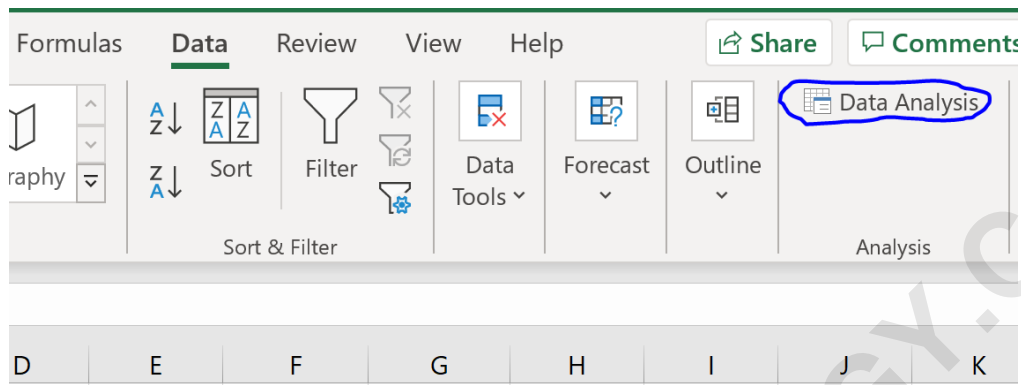 Formulas Data Review View Help Share Comments
Data Analysis
raphy Sort Filter Data Tools Forecast Outline
Sort & Filter Analysis
D E F G H I J K
GY.C